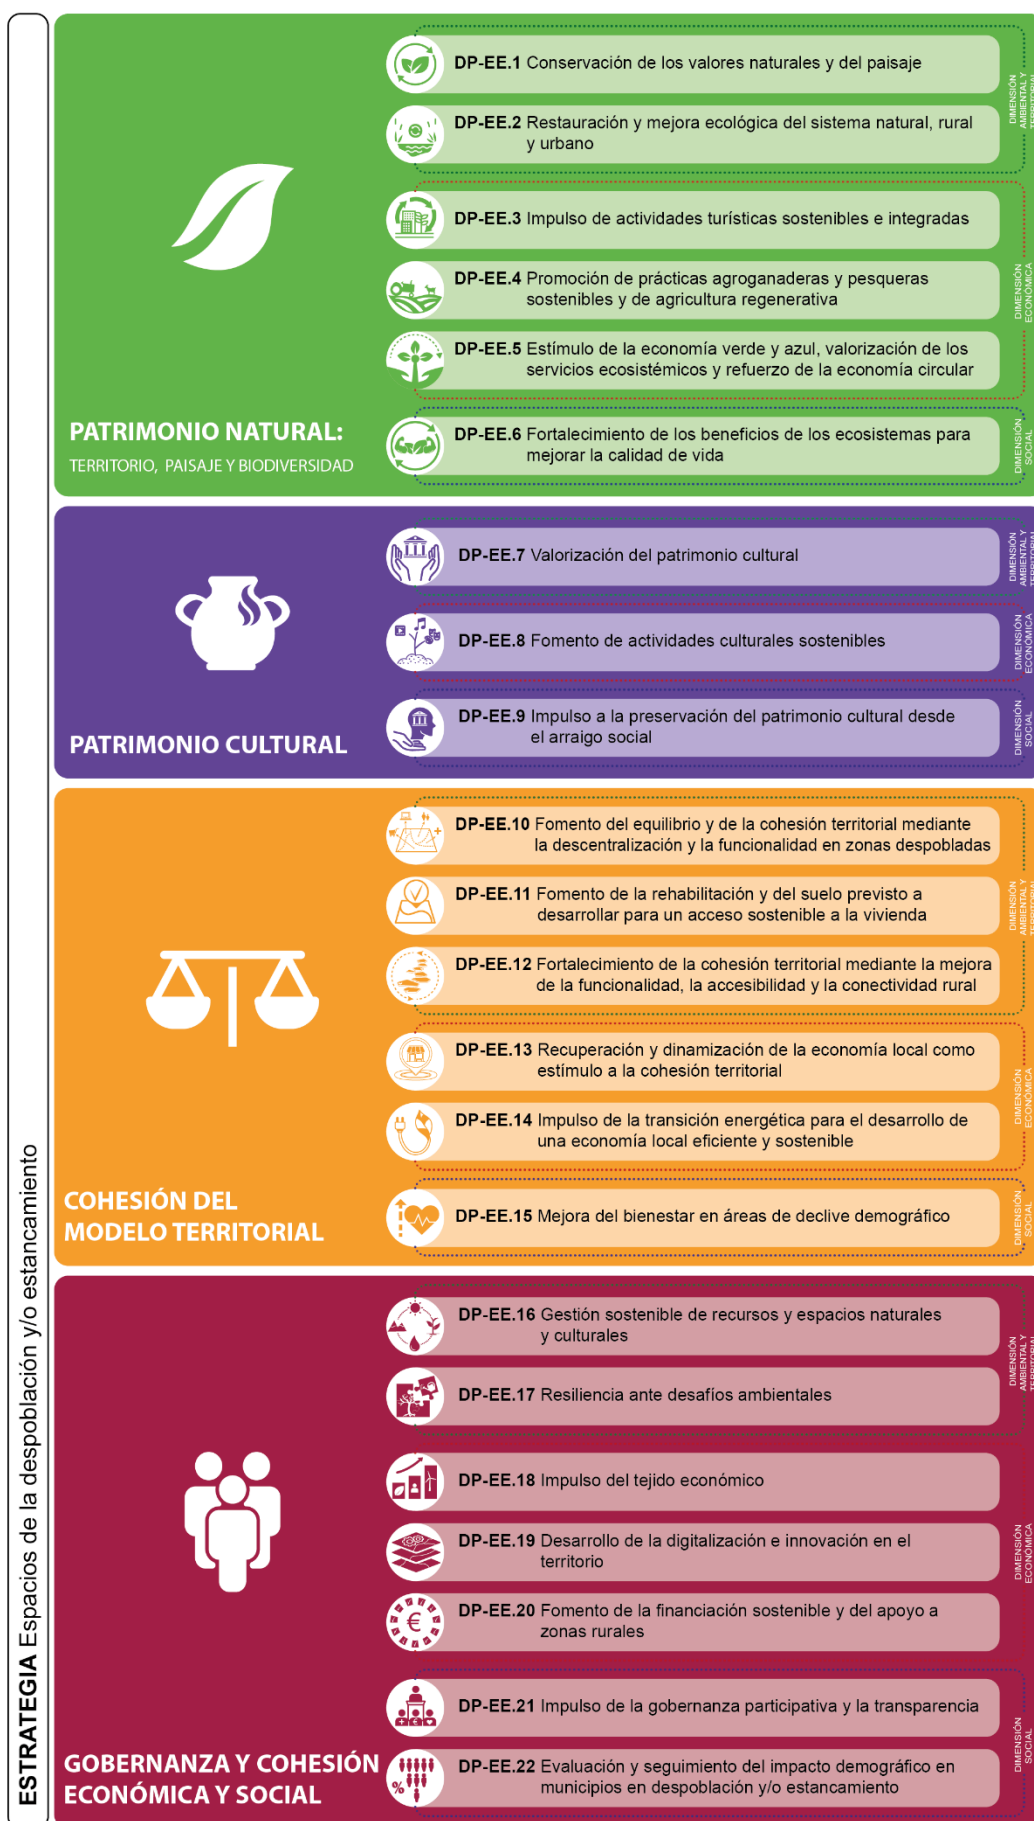 ESTRATEGIA Espacios de la despoblación y/o estancamiento
DP-EE.1 Conservación de los valores naturales y del paisaje
DP-EE.2 Restauración y mejora ecológica del sistema natural, rural
y urbano
DIMENSIÓN
AMBIENTAL Y
TERRITORIAL
DP-EE.3 Impulso de actividades turísticas sostenibles e integradas
DP-EE.4 Promoción de prácticas agroganaderas y pesqueras
sostenibles y de agricultura regenerativa
DP-EE.5 Estímulo de la economía verde y azul, valorización de los
servicios ecosistémicos y refuerzo de la economía circular
DIMENSIÓN
ECONÓMICA
PATRIMONIO NATURAL:
TERRITORIO, PAISAJE Y BIODIVERSIDAD
DP-EE.6 Fortalecimiento de los beneficios de los ecosistemas para
mejorar la calidad de vida
DIMENSIÓN
SOCIAL
DP-EE.7 Valorización del patrimonio cultural
DIMENSIÓN
AMBIENTAL Y
TERRITORIAL
DP-EE.8 Fomento de actividades culturales sostenibles
DIMENSIÓN
ECONÓMICA
PATRIMONIO CULTURAL
DP-EE.9 Impulso a la preservación del patrimonio cultural desde
el arraigo social
DIMENSIÓN
SOCIAL
DP-EE.10 Fomento del equilibrio y de la cohesión territorial mediante
la descentralización y la funcionalidad en zonas despobladas
DP-EE.11 Fomento de la rehabilitación y del suelo previsto a
desarrollar para un acceso sostenible a la vivienda
DP-EE.12 Fortalecimiento de la cohesión territorial mediante la mejora
de la funcionalidad, la accesibilidad y la conectividad rural
DIMENSIÓN
AMBIENTAL Y
TERRITORIAL
DP-EE.13 Recuperación y dinamización de la economía local como
estímulo a la cohesión territorial
DP-EE.14 Impulso de la transición energética para el desarrollo de
una economía local eficiente y sostenible
DIMENSIÓN
ECONÓMICA
COHESIÓN DEL
MODELO TERRITORIAL
DP-EE.15 Mejora del bienestar en áreas de declive demográfico
DIMENSIÓN
SOCIAL
DP-EE.16 Gestión sostenible de recursos y espacios naturales
y culturales
DP-EE.17 Resiliencia ante desafíos ambientales
DIMENSIÓN
AMBIENTAL Y
TERRITORIAL
DP-EE.18 Impulso del tejido económico
DP-EE.19 Desarrollo de la digitalización e innovación en el
territorio
DP-EE.20 Fomento de la financiación sostenible y del apoyo a
zonas rurales
DIMENSIÓN
ECONÓMICA
GOBERNANZA Y COHESIÓN
ECONÓMICA Y SOCIAL
DP-EE.21 Impulso de la gobernanza participativa y la transparencia
DP-EE.22 Evaluación y seguimiento del impacto demográfico en
municipios en despoblación y/o estancamiento
DIMENSIÓN
SOCIAL